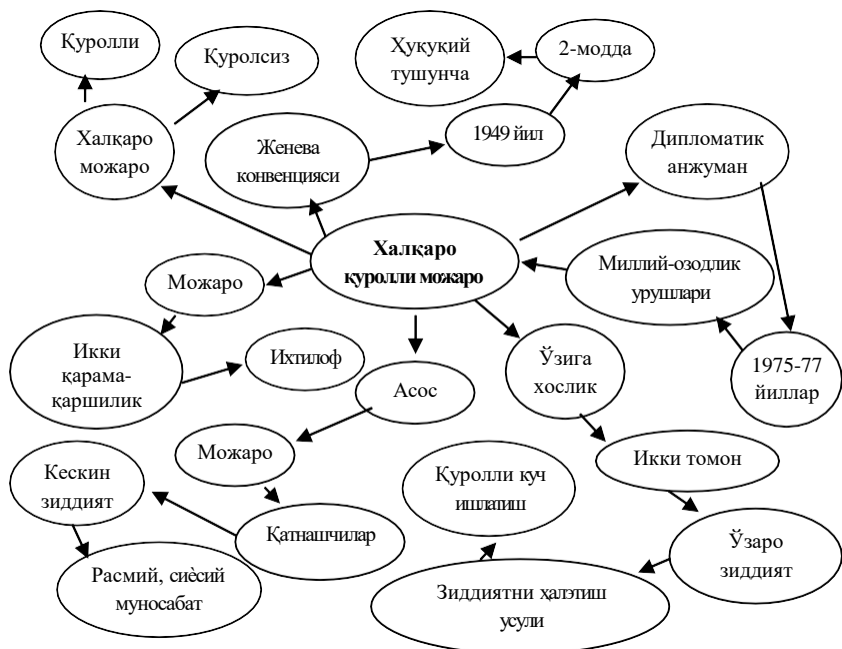 Қуролли
Қуролсиз
Ҳуқуқий
тушунча
2-модда
Халқаро
можаро
Женева
конвенцияси
1949 йил
Дипломатик
анжуман
Халқаро
қуролли можаро
Миллий-озодлик
урушлари
Можаро
Икки
қарама-
қаршилик
Ихтилоф
Асос
Ўзига
хослик
1975-77
йиллар
Можаро
Икки томон
Кескин
зиддият
Қуролли куч
ишлатиш
Қатнашчилар
Ўзаро
зиддият
Расмий, сиѐсий
муносабат
Зиддиятни ҳалэтиш
усули